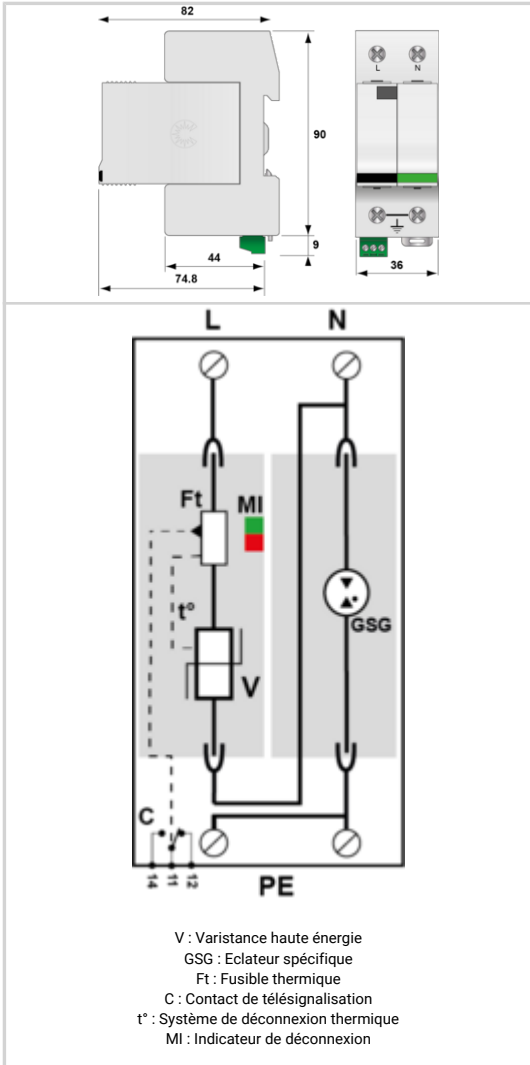 82
L N
90
9
44
36
74.8
L N
Ft MI
t°
GSG
V
C
14 11 12
PE
V : Varistance haute énergie
GSG : Eclateur spécifique
Ft : Fusible thermique
C : Contact de télésignalisation
t° : Système de déconnexion thermique
MI : Indicateur de déconnexion